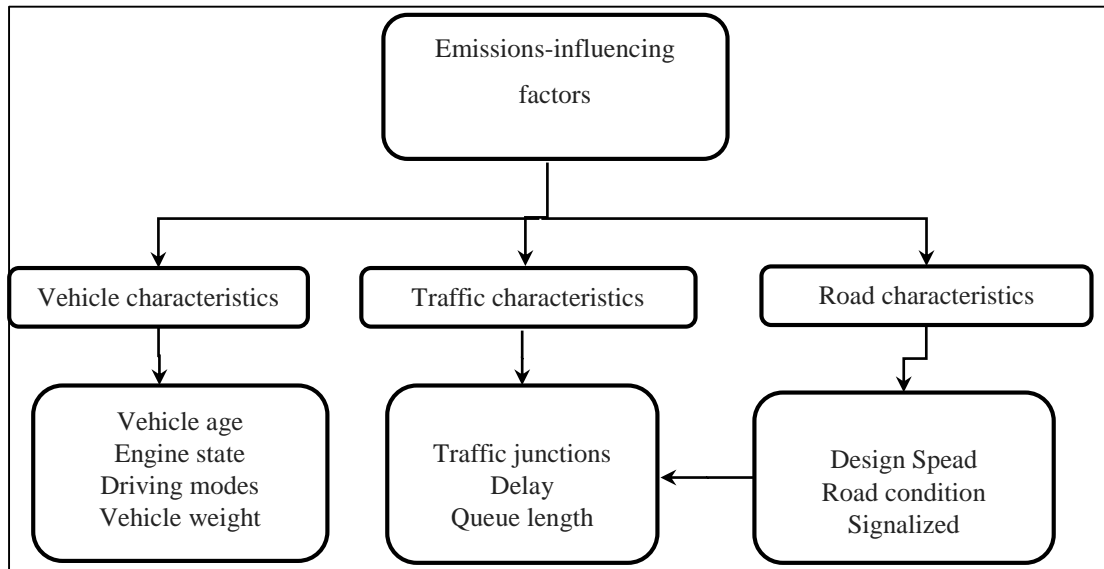 Emissions-influencing
factors
Vehicle characteristics
Traffic characteristics
Road characteristics
Vehicle age
Engine state
Driving modes
Vehicle weight
Traffic junctions
Delay
Queue length
Design Spead
Road condition
Signalized